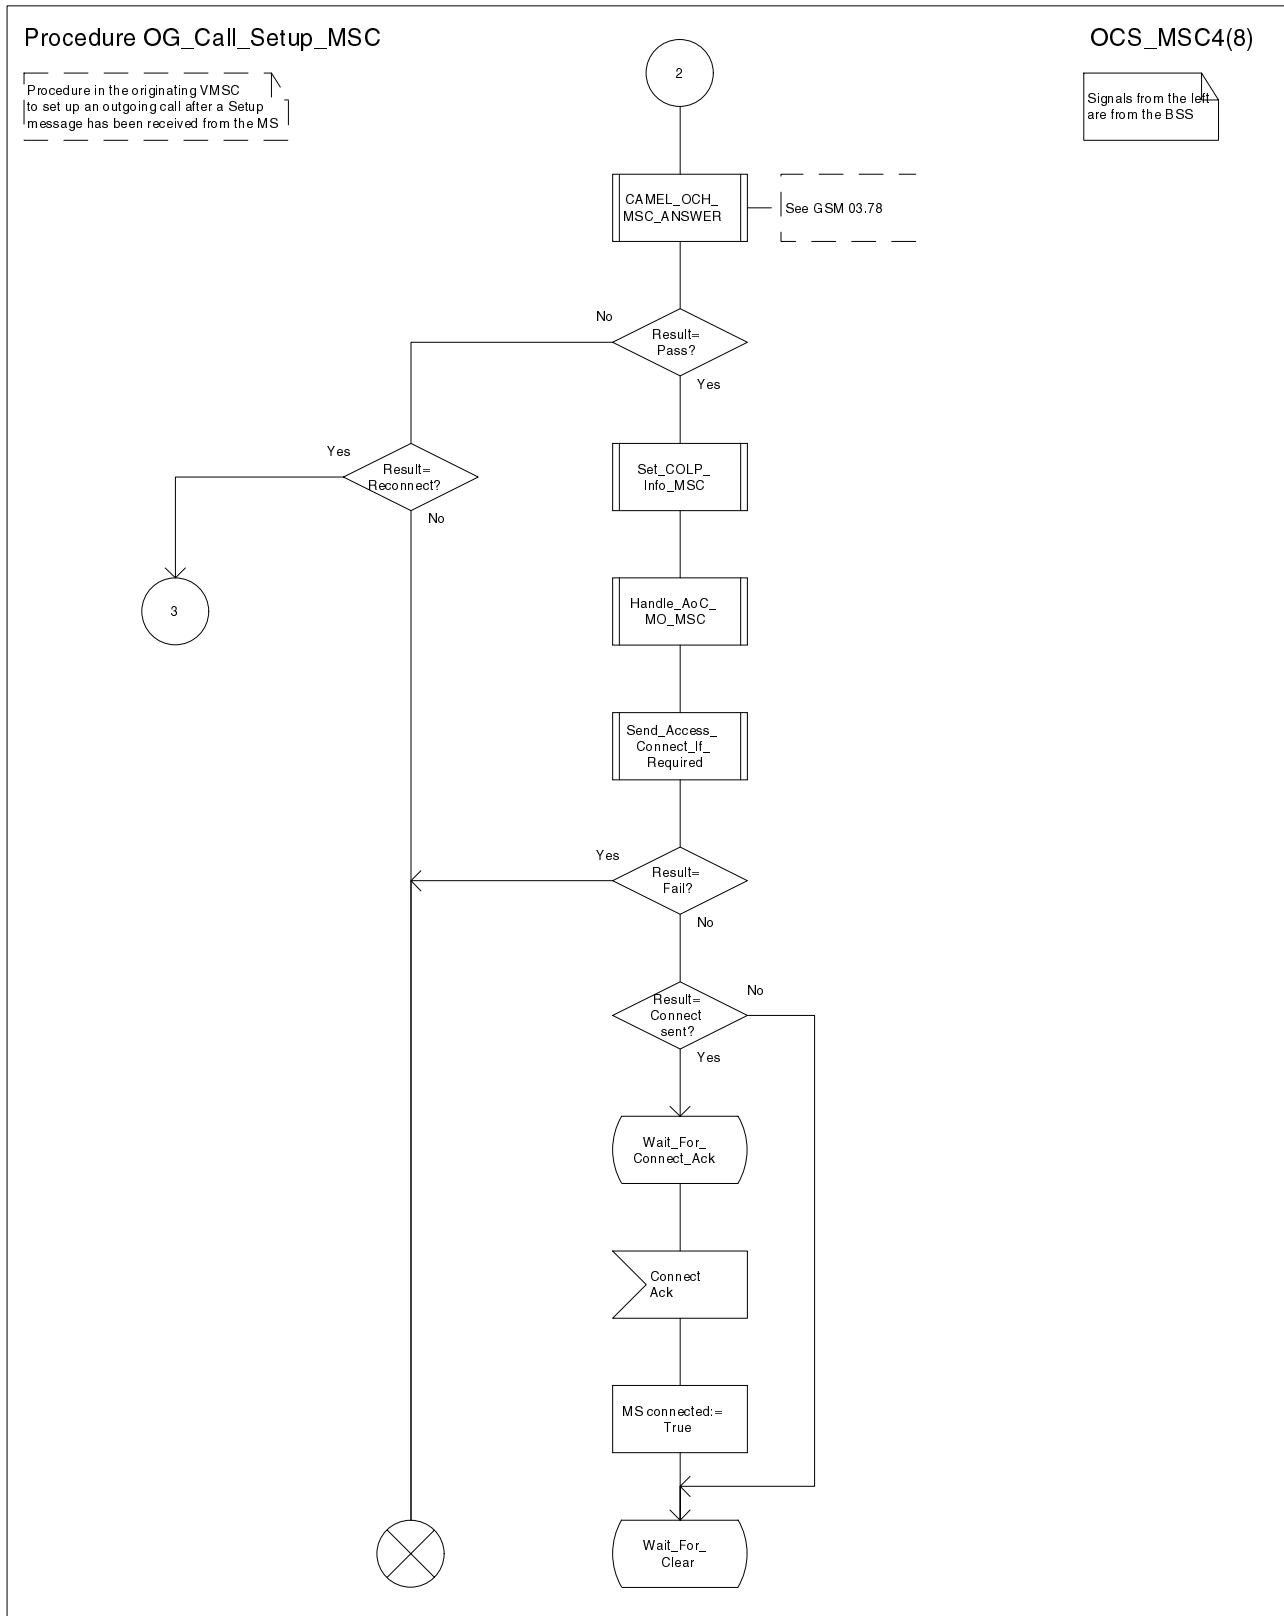 Procedure OG_Call_Setup_MSC
OCS_MSC4(8)
Procedure in the originating VMSC
to set up an outgoing call after a Setup
message has been received from the MS
2
Signals from the left
are from the BSS
CAMEL_OCH_
MSC_ANSWER
See GSM 03.78
No
Result=
Pass?
Yes
Yes
Result=
Reconnect?
No
Set_COLP_
Info_MSC
3
Handle_AoC_
MO_MSC
Send_Access_
Connect_If_
Required
Yes
Result=
Fail?
No
Result=
Connect
sent?
No
Yes
Wait_For_
Connect_Ack
Connect
Ack
MS connected:=
True
Wait_For_
Clear